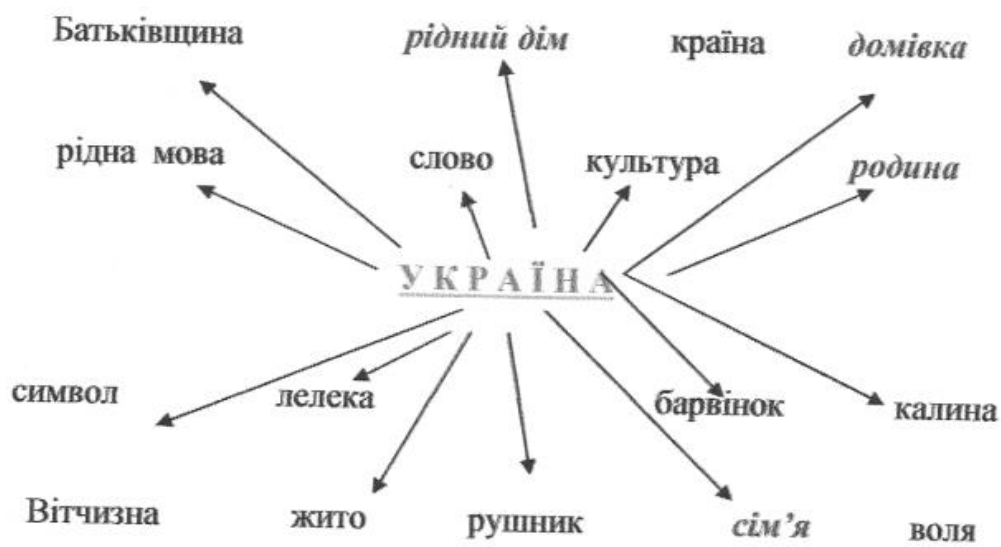 Батьківщина рідний дім країна домівка
рідна мова слово культура родина
УКРАЇНА
символ лелека барвінок калина
Вітчизна жито рушник сім’я воля